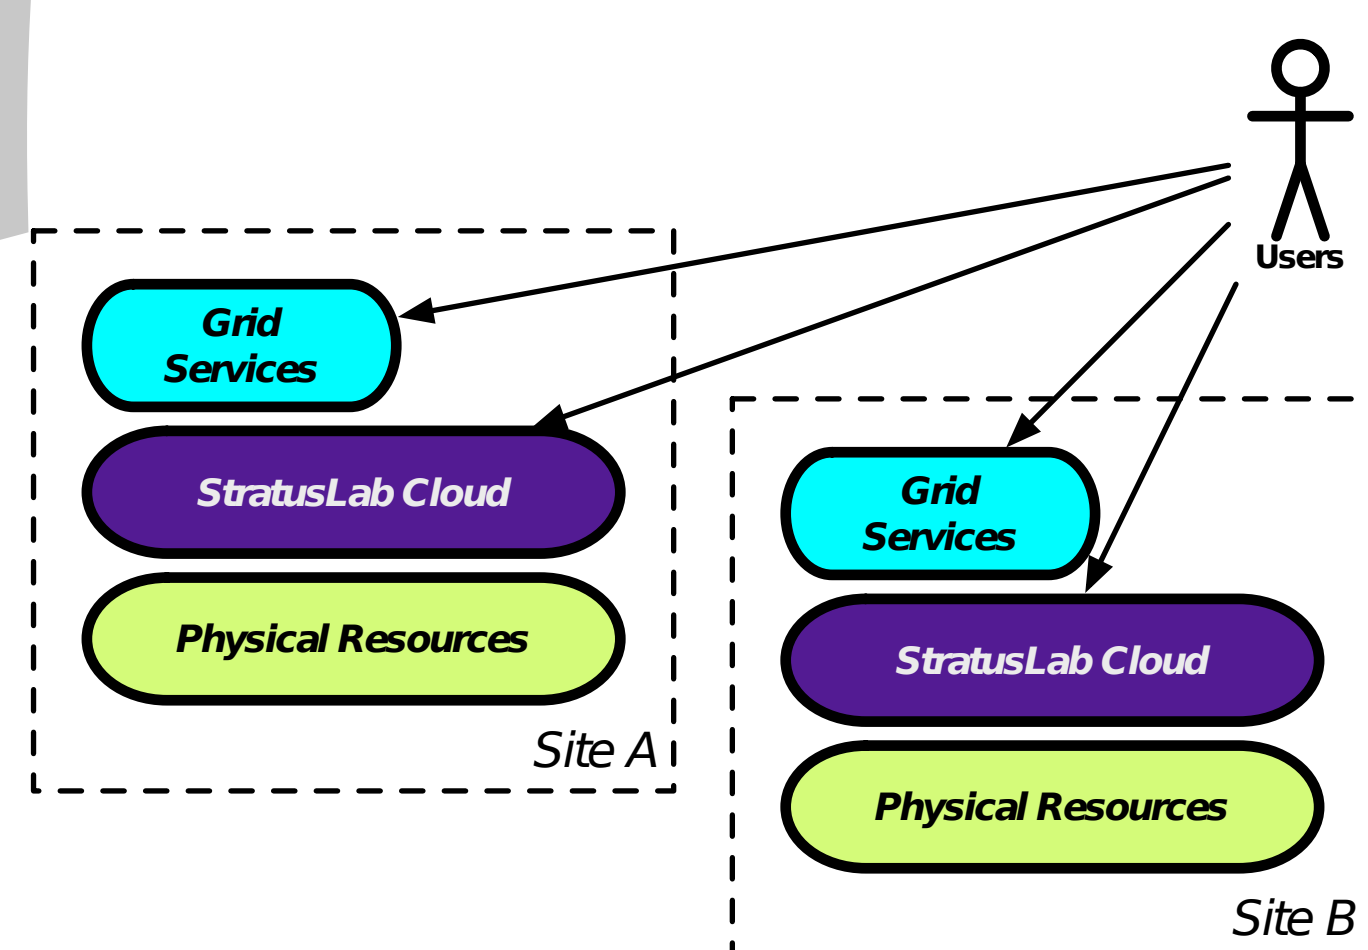 Users
Grid
Services
StratusLab Cloud
Physical Resources
Site A
Grid
Services
StratusLab Cloud
Physical Resources
Site B